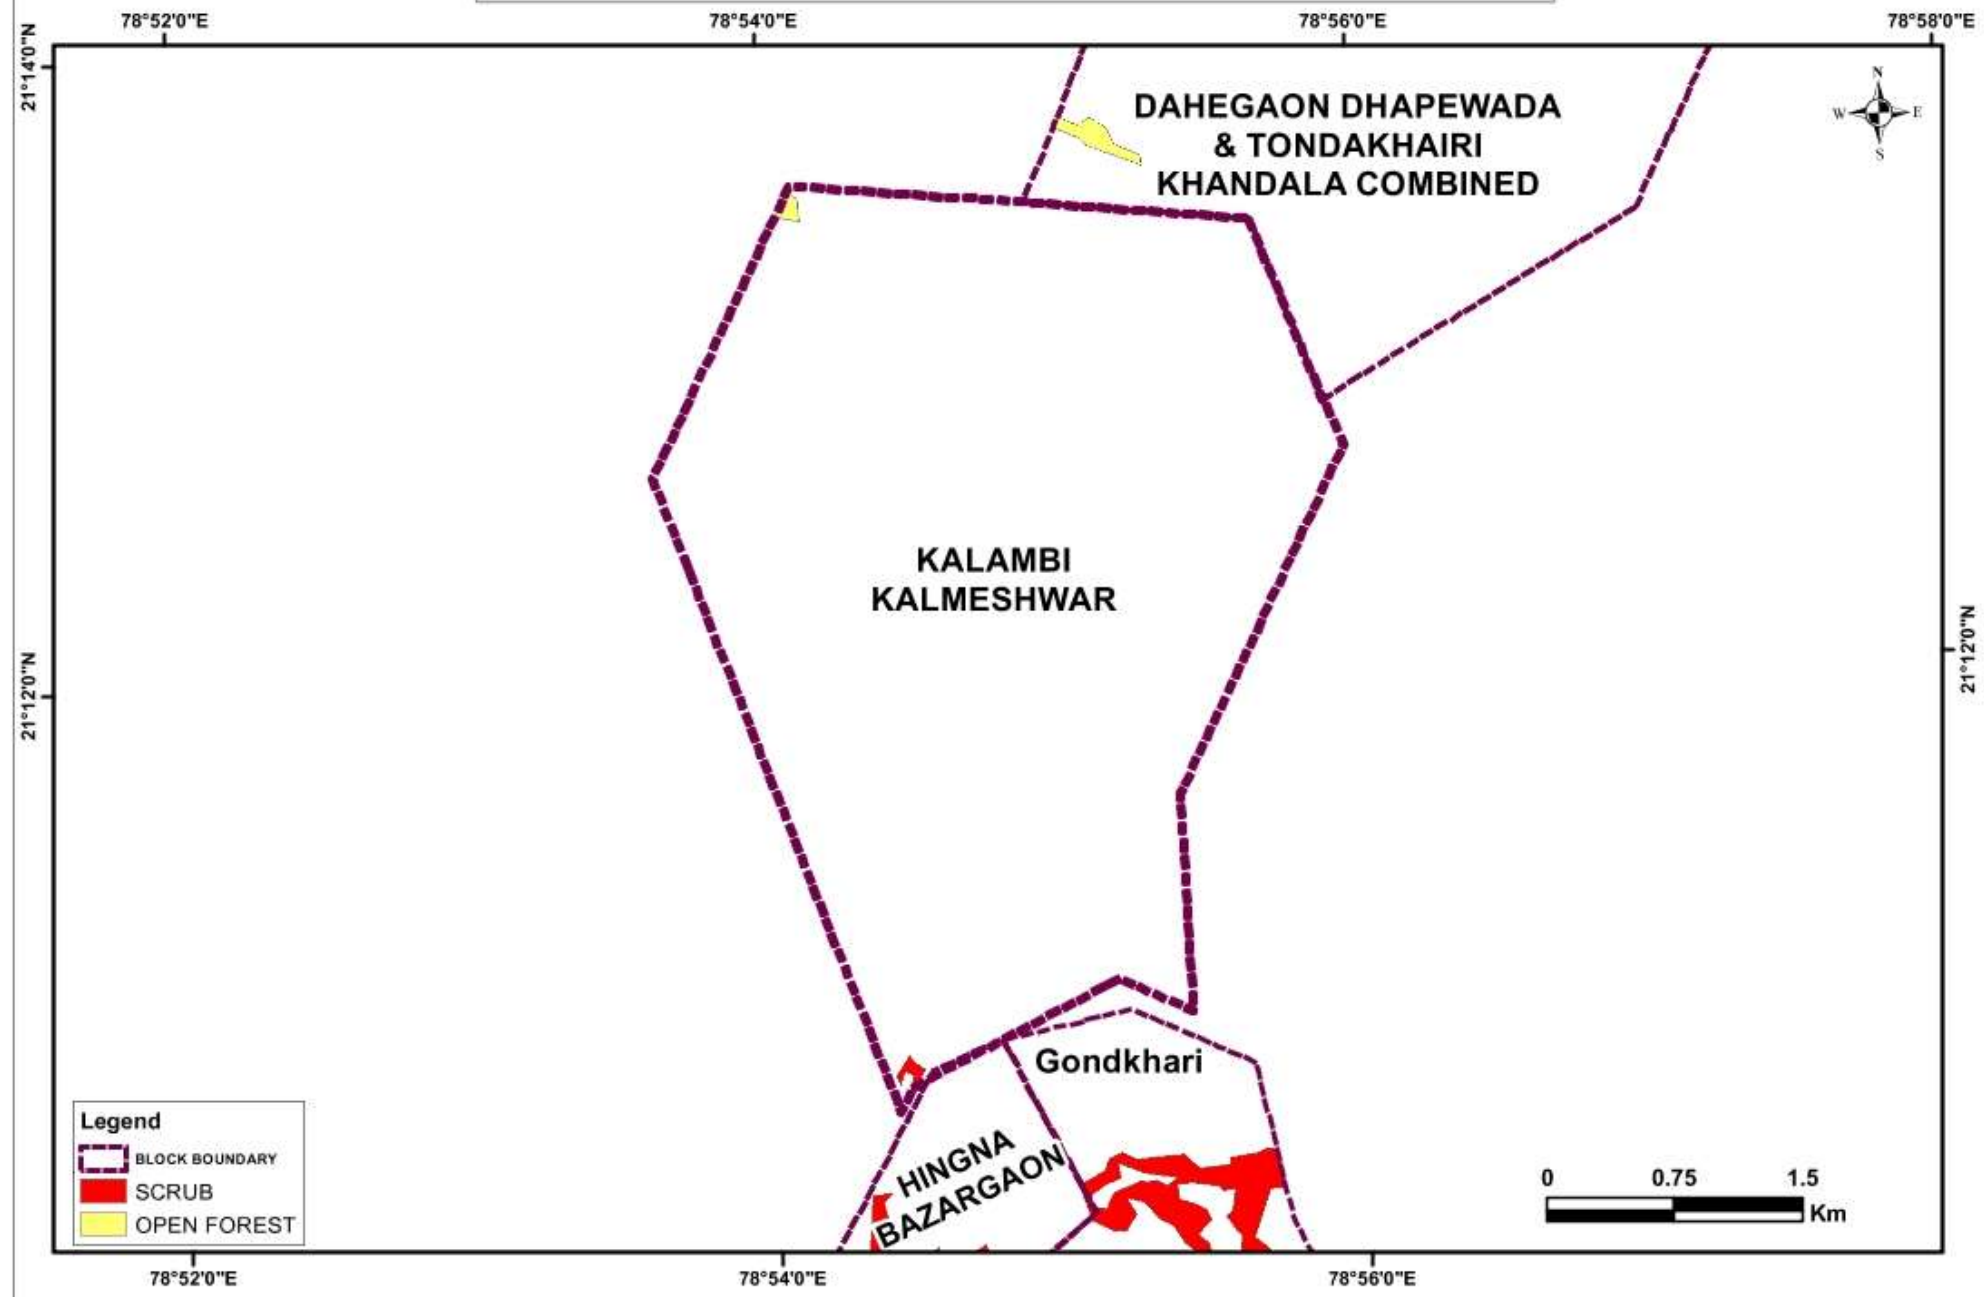 78°52'0"E
78°54'0"E
78°56'0"E
78°58'0"E
21°14'0"N
N
W
E
S
DAHEGAON DHAPEWADA
& TONDAKHAIRI
KHANDALA COMBINED
KALAMBI
KALMESHWAR
21°12'0"N
21°12'0"N
Gondkhari
HINGNA
BAZARGAON
Legend
BLOCK BOUNDARY
SCRUB
OPEN FOREST
0 0.75 1.5
Km
78°52'0"E
78°54'0"E
78°56'0"E